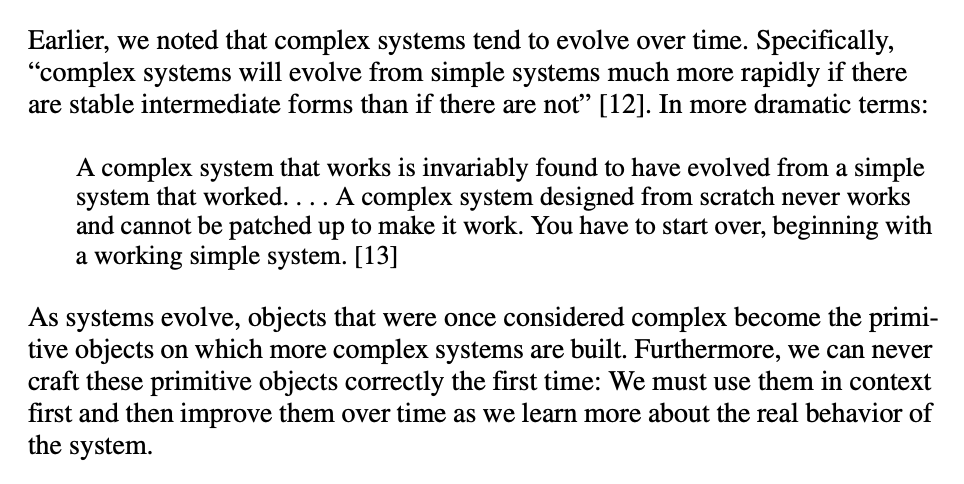 Earlier, we noted that complex systems tend to evolve over time. Specifically,
“complex systems will evolve from simple systems much more rapidly if there
are stable intermediate forms than if there are not” [12]. In more dramatic terms:
A complex system that works is invariably found to have evolved from a simple
system that worked. . . . A complex system designed from scratch never works
and cannot be patched up to make it work. You have to start over, beginning with
a working simple system. [13]
As systems evolve, objects that were once considered complex become the primi-
tive objects on which more complex systems are built. Furthermore, we can never
craft these primitive objects correctly the first time: We must use them in context
first and then improve them over time as we learn more about the real behavior of
the system.